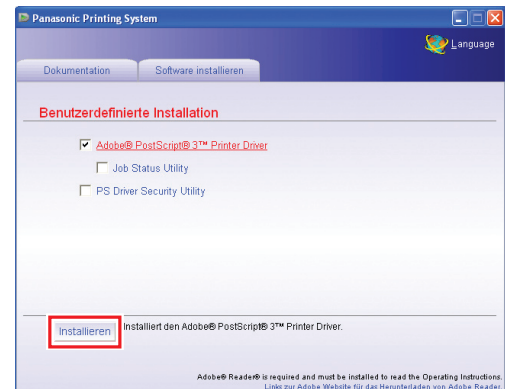 Panasonic Printing System
Language
Dokumentation Software installieren
Benutzerdefinierte Installation
Adobe® PostScript® 3™ Printer Driver
Job Status Utility
PS Driver Security Utility
Installieren Installiert den Adobe® PostScript® 3™ Printer Driver.
Adobe® Reader® is required and must be installed to read the Operating Instructions.
Links zur Adobe Website für das Herunterladen von Adobe Reader.